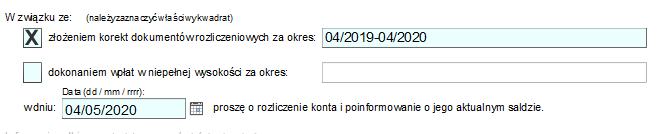 W związku ze: (należy zaznaczyć właściwy kwadrat)
X złożeniem korekt dokumentów rozliczeniowych za okres: 04/2019-04/2020
dokonaniem wpłat w niepełnej wysokości za okres:
Data (dd / mm / rrrr):
w dniu: 04/05/2020 proszę o rozliczenie konta i poinformowanie o jego aktualnym saldzie.